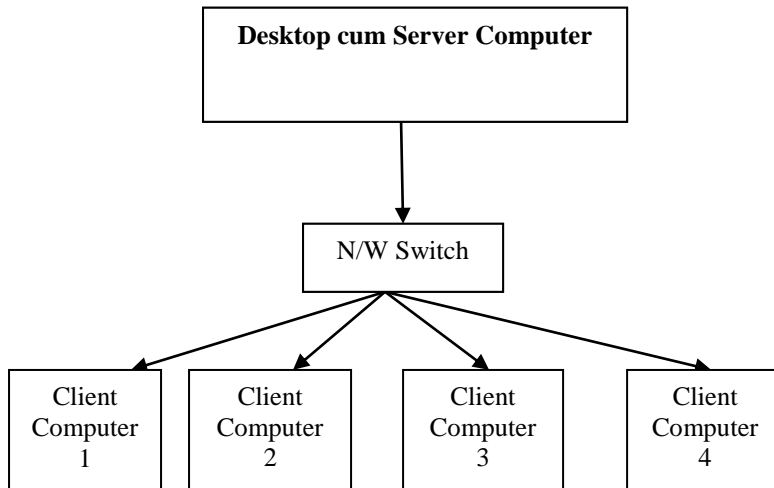 Desktop cum Server Computer
N/W Switch
Client
Computer
1
Client
Computer
2
Client
Computer
3
Client
Computer
4